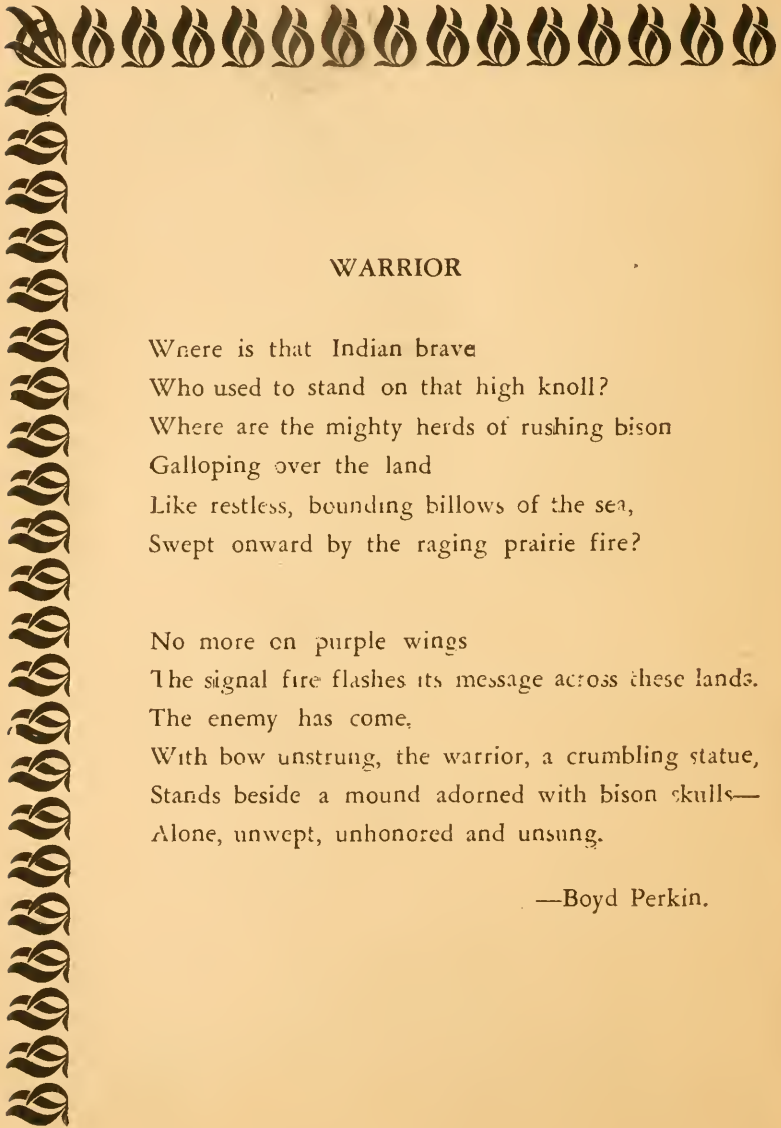 WARRIOR
Where is that Indian brave
Who used to stand on that high knoll?
Where are the mighty herds of rushing bison
Galloping over the land
Like restless, bounding billows of the sea,
Swept onward by the raging prairie fire?
No more on purple wings
The signal fire flashes its message across these lands.
The enemy has come.
With bow unstrung, the warrior, a crumbling statue,
Stands beside a mound adorned with bison skulls—
Alone, unwept, unhonored and unsung.
—Boyd Perkin.